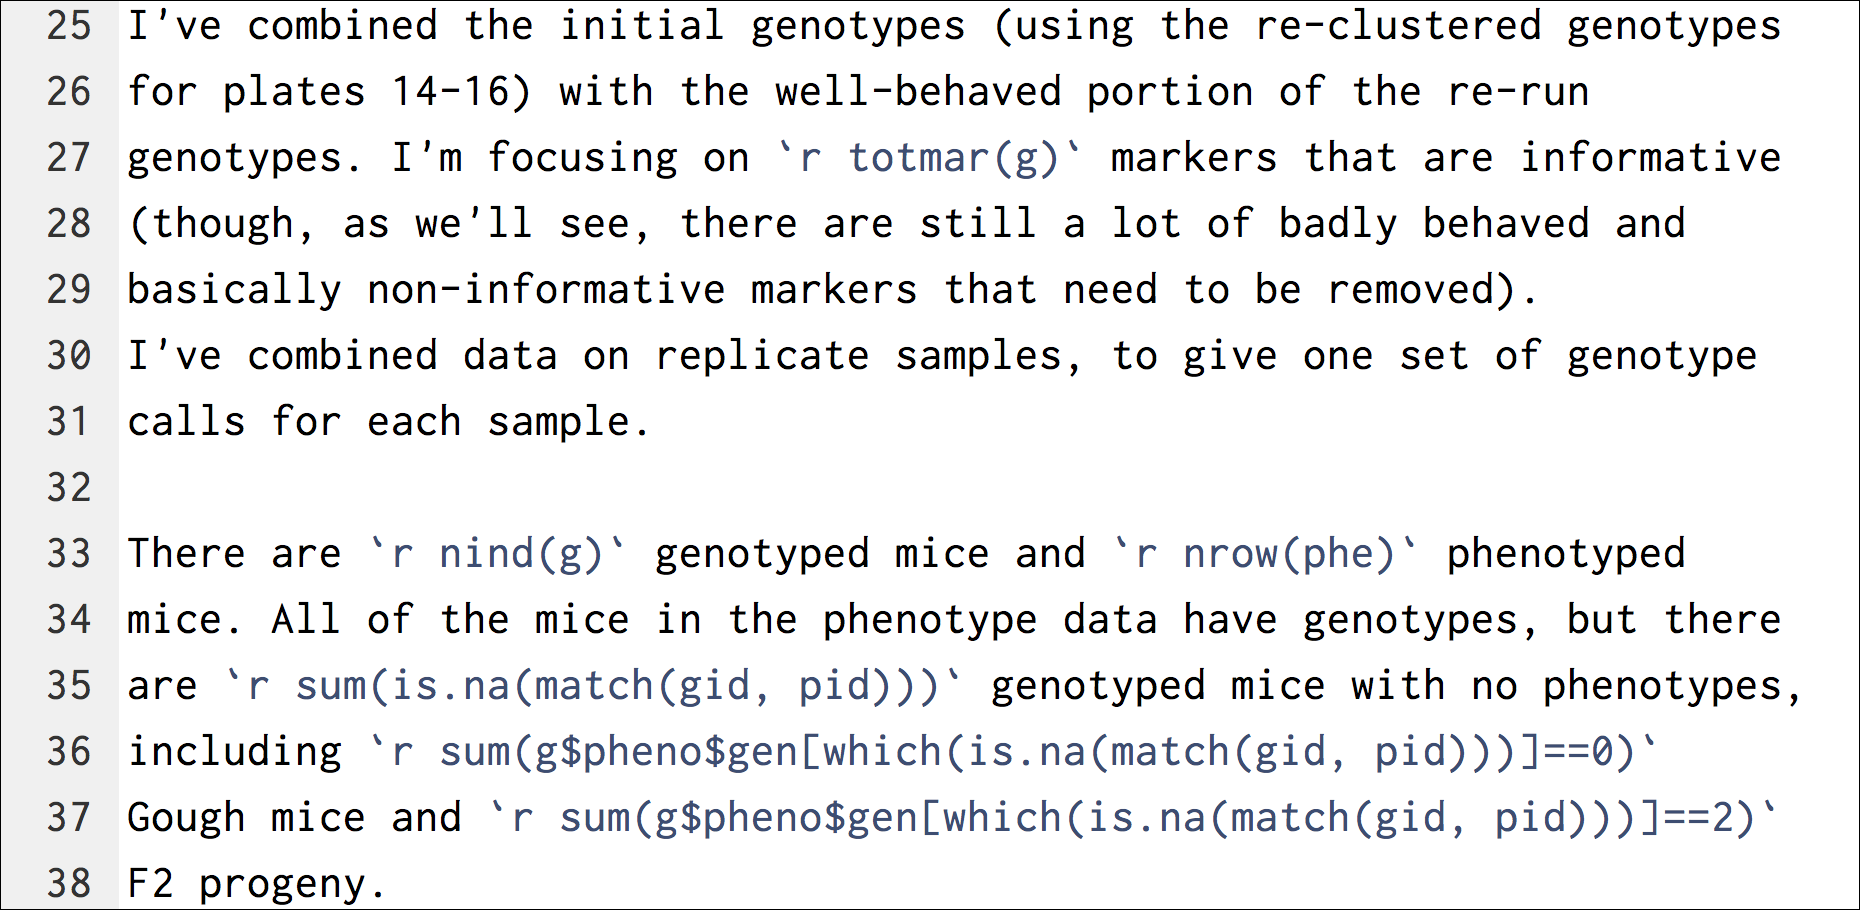 25 I've combined the initial genotypes (using the re-clustered genotypes
26 for plates 14-16) with the well-behaved portion of the re-run
27 genotypes. I'm focusing on `r totmar(g)` markers that are informative
28 (though, as we'll see, there are still a lot of badly behaved and
29 basically non-informative markers that need to be removed).
30 I've combined data on replicate samples, to give one set of genotype
31 calls for each sample.
32
33 There are `r nind(g)` genotyped mice and `r nrow(phe)` phenotyped
34 mice. All of the mice in the phenotype data have genotypes, but there
35 are `r sum(is.na(match(gid, pid)))` genotyped mice with no phenotypes,
36 including `r sum(g$pheno$gen[which(is.na(match(gid, pid)))]==0)`
37 Gough mice and `r sum(g$pheno$gen[which(is.na(match(gid, pid)))]==2)`
38 F2 progeny.